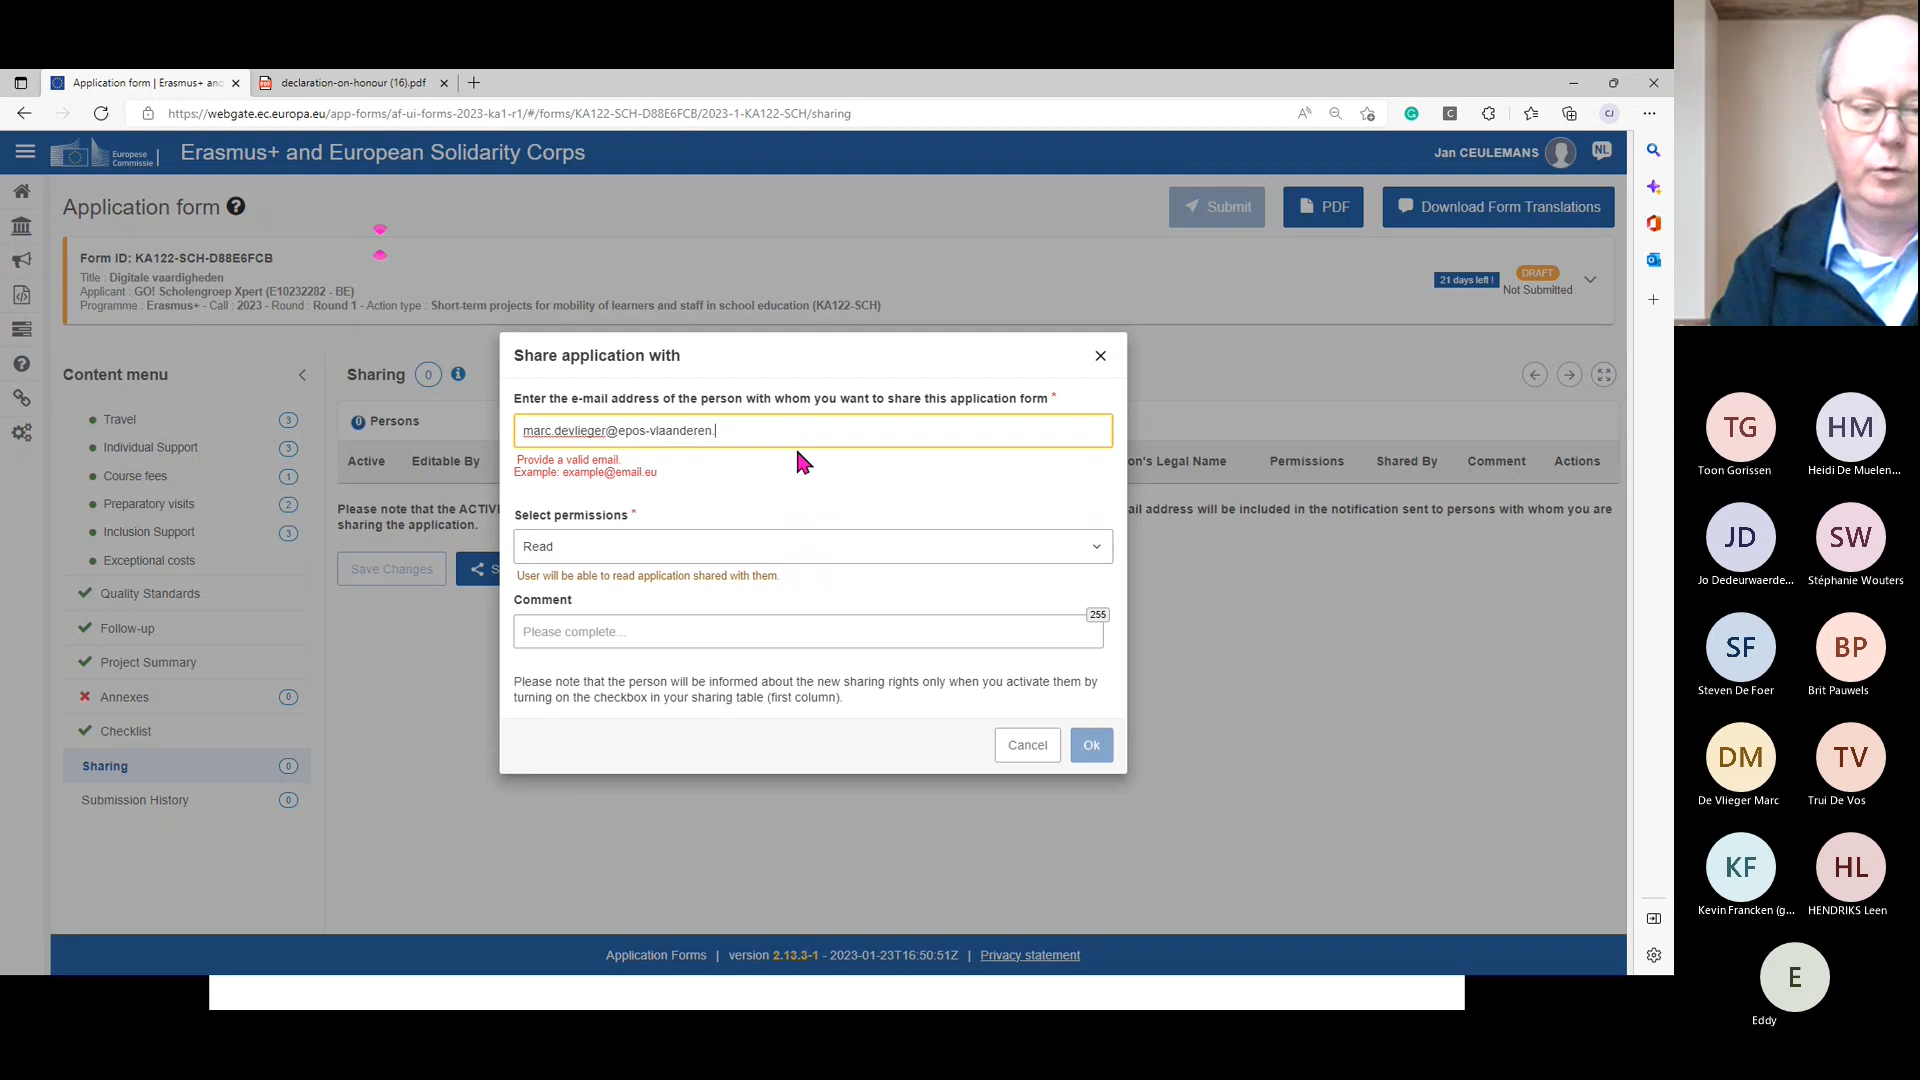 Application form | Erasmus+ and
declaration-on-honour (16).pdf
https://webgate.ec.europa.eu/app-forms/af-ui-forms-2023-ka1-r1/#/forms/KA122-SCH-D88E6FCB/2023-1-KA122-SCH/sharing
CJ
Europese
Commissie
Erasmus+ and European Solidarity Corps
Jan CEULEMANS
NL
Application form
Submit
PDF
Download Form Translations
Form ID: KA122-SCH-D88E6FCB
Title : Digitale vaardigheden
Applicant : GO! Scholengroep Xpert (E10232282 - BE)
Programme : Erasmus+ - Call : 2023 - Round : Round 1 - Action type : Short-term projects for mobility of learners and staff in school education (KA122-SCH)
21 days left !
DRAFT
Not Submitted
Content menu
Travel 3
Individual Support 3
Course fees 1
Preparatory visits 2
Inclusion Support 3
Exceptional costs
Quality Standards
Follow-up
Project Summary
Annexes 0
Checklist
Sharing 0
Submission History 0
Sharing 0
0 Persons
Active Editable By
on's Legal Name Permissions Shared By Comment Actions
Please note that the ACTIV
ail address will be included in the notification sent to persons with whom you are
sharing the application.
Save Changes
S
Share application with
Enter the e-mail address of the person with whom you want to share this application form *
marc.devlieger@epos-vlaanderen.
Provide a valid email.
Example: example@email.eu
Select permissions *
Read
User will be able to read application shared with them.
Comment
255
Please complete...
Please note that the person will be informed about the new sharing rights only when you activate them by
turning on the checkbox in your sharing table (first column).
Cancel
Ok
Application Forms | version 2.13.3-1 - 2023-01-23T16:50:51Z | Privacy statement
TG
Toon Gorissen
HM
Heidi De Muelen...
JD
Jo Dedeurwaerde...
SW
Stéphanie Wouters
SF
Steven De Foer
BP
Brit Pauwels
DM
De Vlieger Marc
TV
Trui De Vos
KF
Kevin Francken (g...
HL
HENDRIKS Leen
E
Eddy